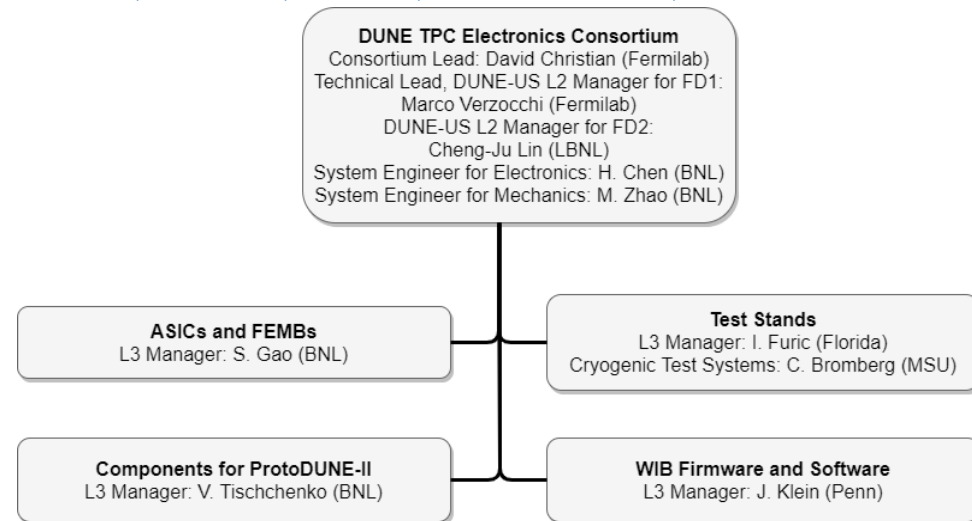 DUNE TPC Electronics Consortium
Consortium Lead: David Christian (Fermilab)
Technical Lead, DUNE-US L2 Manager for FD1:
Marco Verzocchi (Fermilab)
DUNE-US L2 Manager for FD2:
Cheng-Ju Lin (LBNL)
System Engineer for Electronics: H. Chen (BNL)
System Engineer for Mechanics: M. Zhao (BNL)
ASICs and FEMBs
L3 Manager: S. Gao (BNL)
Test Stands
L3 Manager: I. Furic (Florida)
Cryogenic Test Systems: C. Bromberg (MSU)
Components for ProtoDUNE-II
L3 Manager: V. Tischchenko (BNL)
WIB Firmware and Software
L3 Manager: J. Klein (Penn)